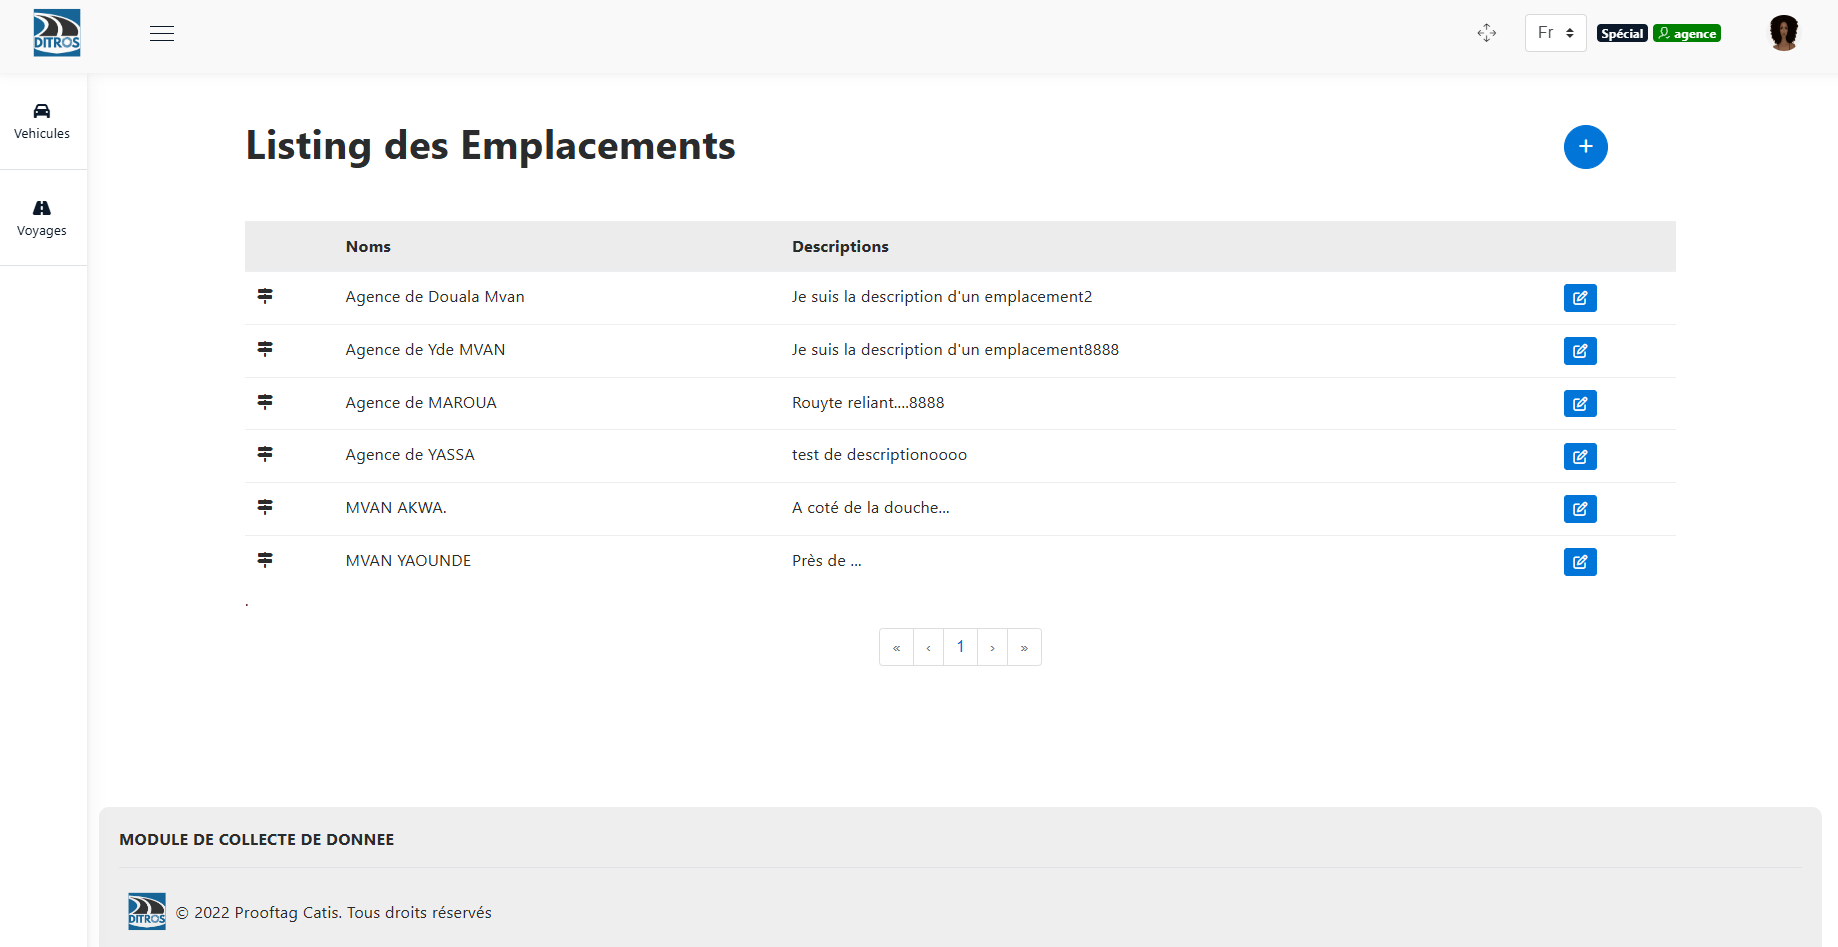 DITROS
Fr
Spécial
agence
Vehicules
Voyages
Listing des Emplacements
+
Noms Descriptions
Agence de Douala Mvan Je suis la description d'un emplacement2
Agence de Yde MVAN Je suis la description d'un emplacement8888
Agence de MAROUA Rouyte reliant....8888
Agence de YASSA test de descriptionoooo
MVAN AKWA. A coté de la douche...
MVAN YAOUNDE Près de ...
.
« ‹ 1 › »
MODULE DE COLLECTE DE DONNEE
DITROS
© 2022 Prooftag Catis. Tous droits réservés